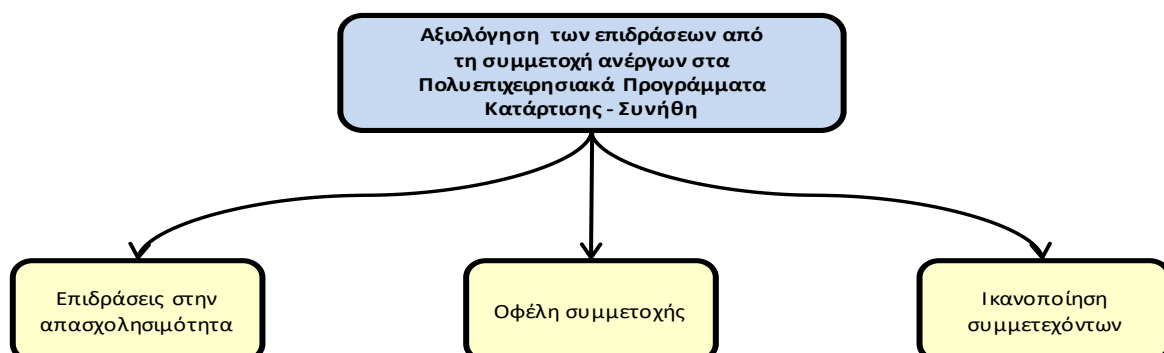 Αξιολόγηση των επιδράσεων από
τη συμμετοχή ανέργων στα
Πολυεπιχειρησιακά Προγράμματα
Κατάρτισης - Συνήθη
Επιδράσεις στην
απασχολησιμότητα
Οφέλη συμμετοχής
Ικανοποίηση
συμμετεχόντων